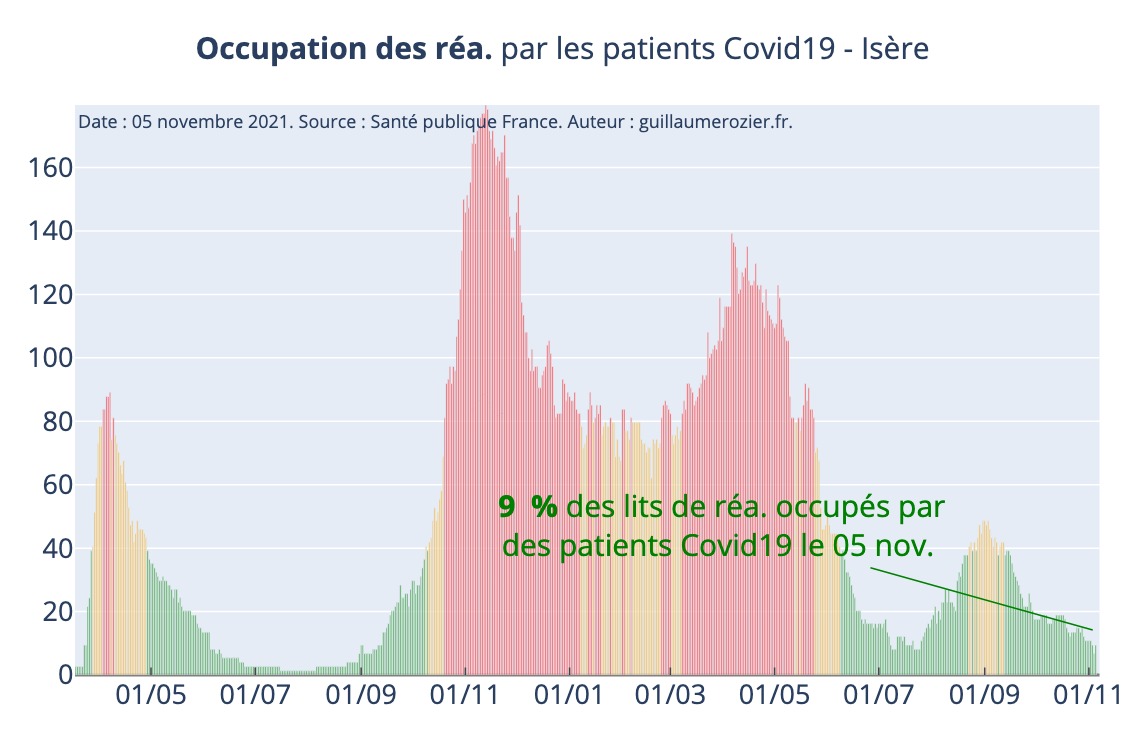 Occupation des réa. par les patients Covid19 - Isère
Date : 05 novembre 2021. Source : Santé publique France. Auteur : guillaumerozier.fr.
160
140
120
100
80
60
9 % des lits de réa. occupés par
des patients Covid19 le 05 nov.
40
20
0
01/05 01/07 01/09 01/11 01/01 01/03 01/05 01/07 01/09 01/11